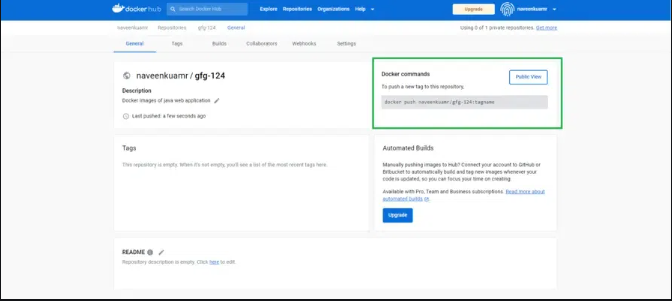 docker hub
Search Docker Hub
Explore Repositories Organizations Help
Upgrade
naveenkuamr
naveenkuamr Repositories gfg-124 General
Using 0 of 1 private repositories. Get more
General Tags Builds Collaborators Webhooks Settings
naveenkuamr / gfg-124
Description
Docker images of java web application
Last pushed: a few seconds ago
Docker commands
Public View
To push a new tag to this repository,
docker push naveenkuamr/gfg-124:tagname
Tags
This repository is empty. When it's not empty, you'll see a list of the most recent tags here.
Automated Builds
Manually pushing images to Hub? Connect your account to GitHub or
Bitbucket to automatically build and tag new images whenever your
code is updated, so you can focus your time on creating.
Available with Pro, Team and Business subscriptions. Read more about
automated builds
Upgrade
README
Repository description is empty. Click here to edit.